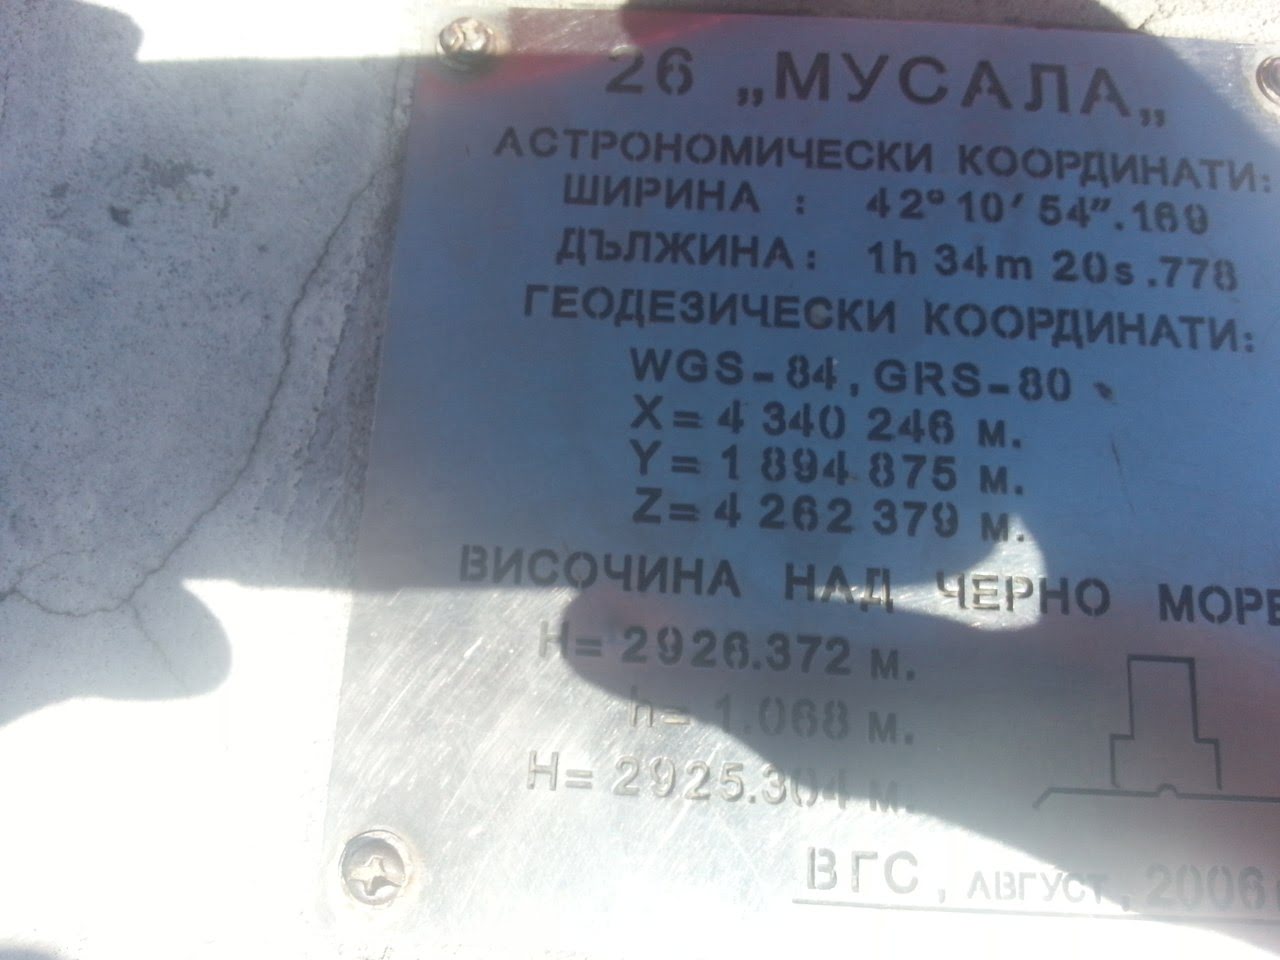 26 „МУСАЛА„
АСТРОНОМИЧЕСКИ КООРДИНАТИ:
ШИРИНА : 42° 10′ 54″.169
ДЪЛЖИНА : 1h 34m 20s .778
ГЕОДЕЗИЧЕСКИ КООРДИНАТИ:
WGS-84, GRS-80
X= 4 340 246 м.
Y= 1 894 875 м.
Z= 4 262 379 м.
ВИСОЧИНА НАД ЧЕРНО МОРЕ
H= 2926.372 м.
h= 1.068 м.
H= 2925.304 м.
ВГС, АВГУСТ, 2006г